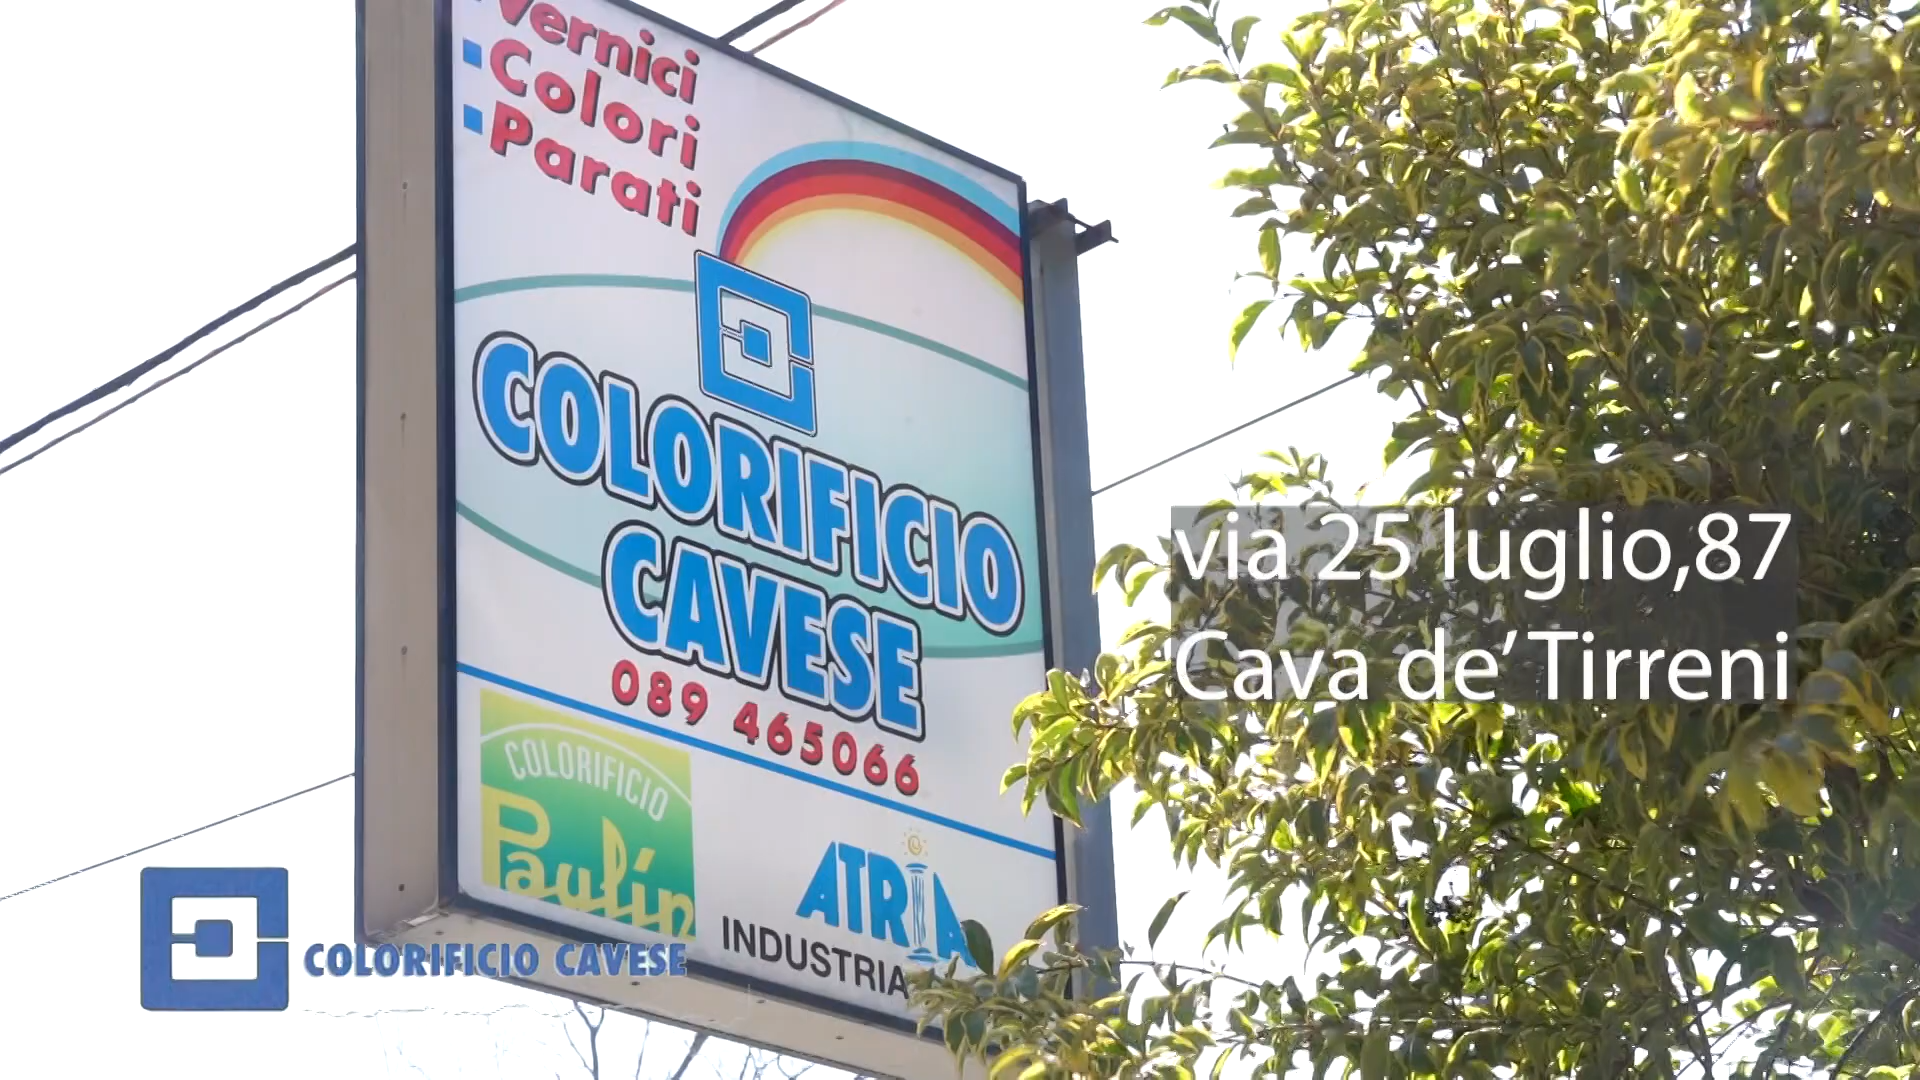 Vernici
Colori
Parati
COLORIFICIO
CAVESE
089 465066
COLORIFICIO
Paulin
ATRIA
INDUSTRIA
via 25 luglio,87
Cava de' Tirreni
COLORIFICIO CAVESE